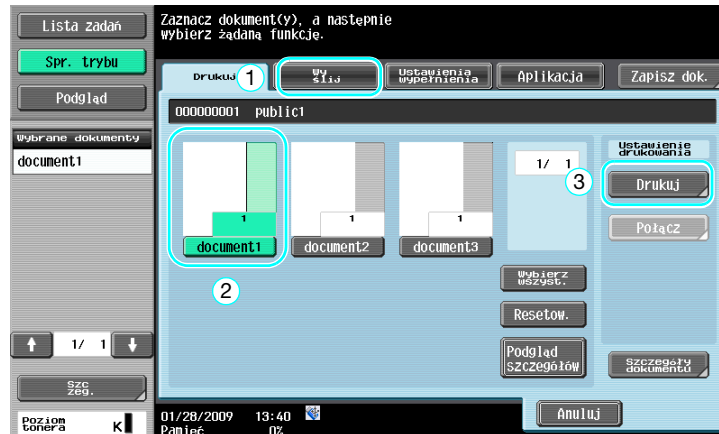 Lista zadań
Spr. trybu
Podgląd
Wybrane dokumenty
document1
1/ 1
Szc
zeg.
Poziom
tonera
K
Zaznacz dokument(y), a następnie
wybierz żądaną funkcję.
Drukuj
1
Wy
ślij
Ustawienia
wypełnienia
Aplikacja
Zapisz dok.
000000001 public1
1
document1
1
document2
1
document3
2
1/ 1
3
Wybierz
wszyst.
Resetow.
Podgląd
szczegółów
Ustawienie
drukowania
Drukuj
Połącz
Szczegóły
dokumentu
Anuluj
01/28/2009 13:40
Pamięć 0%